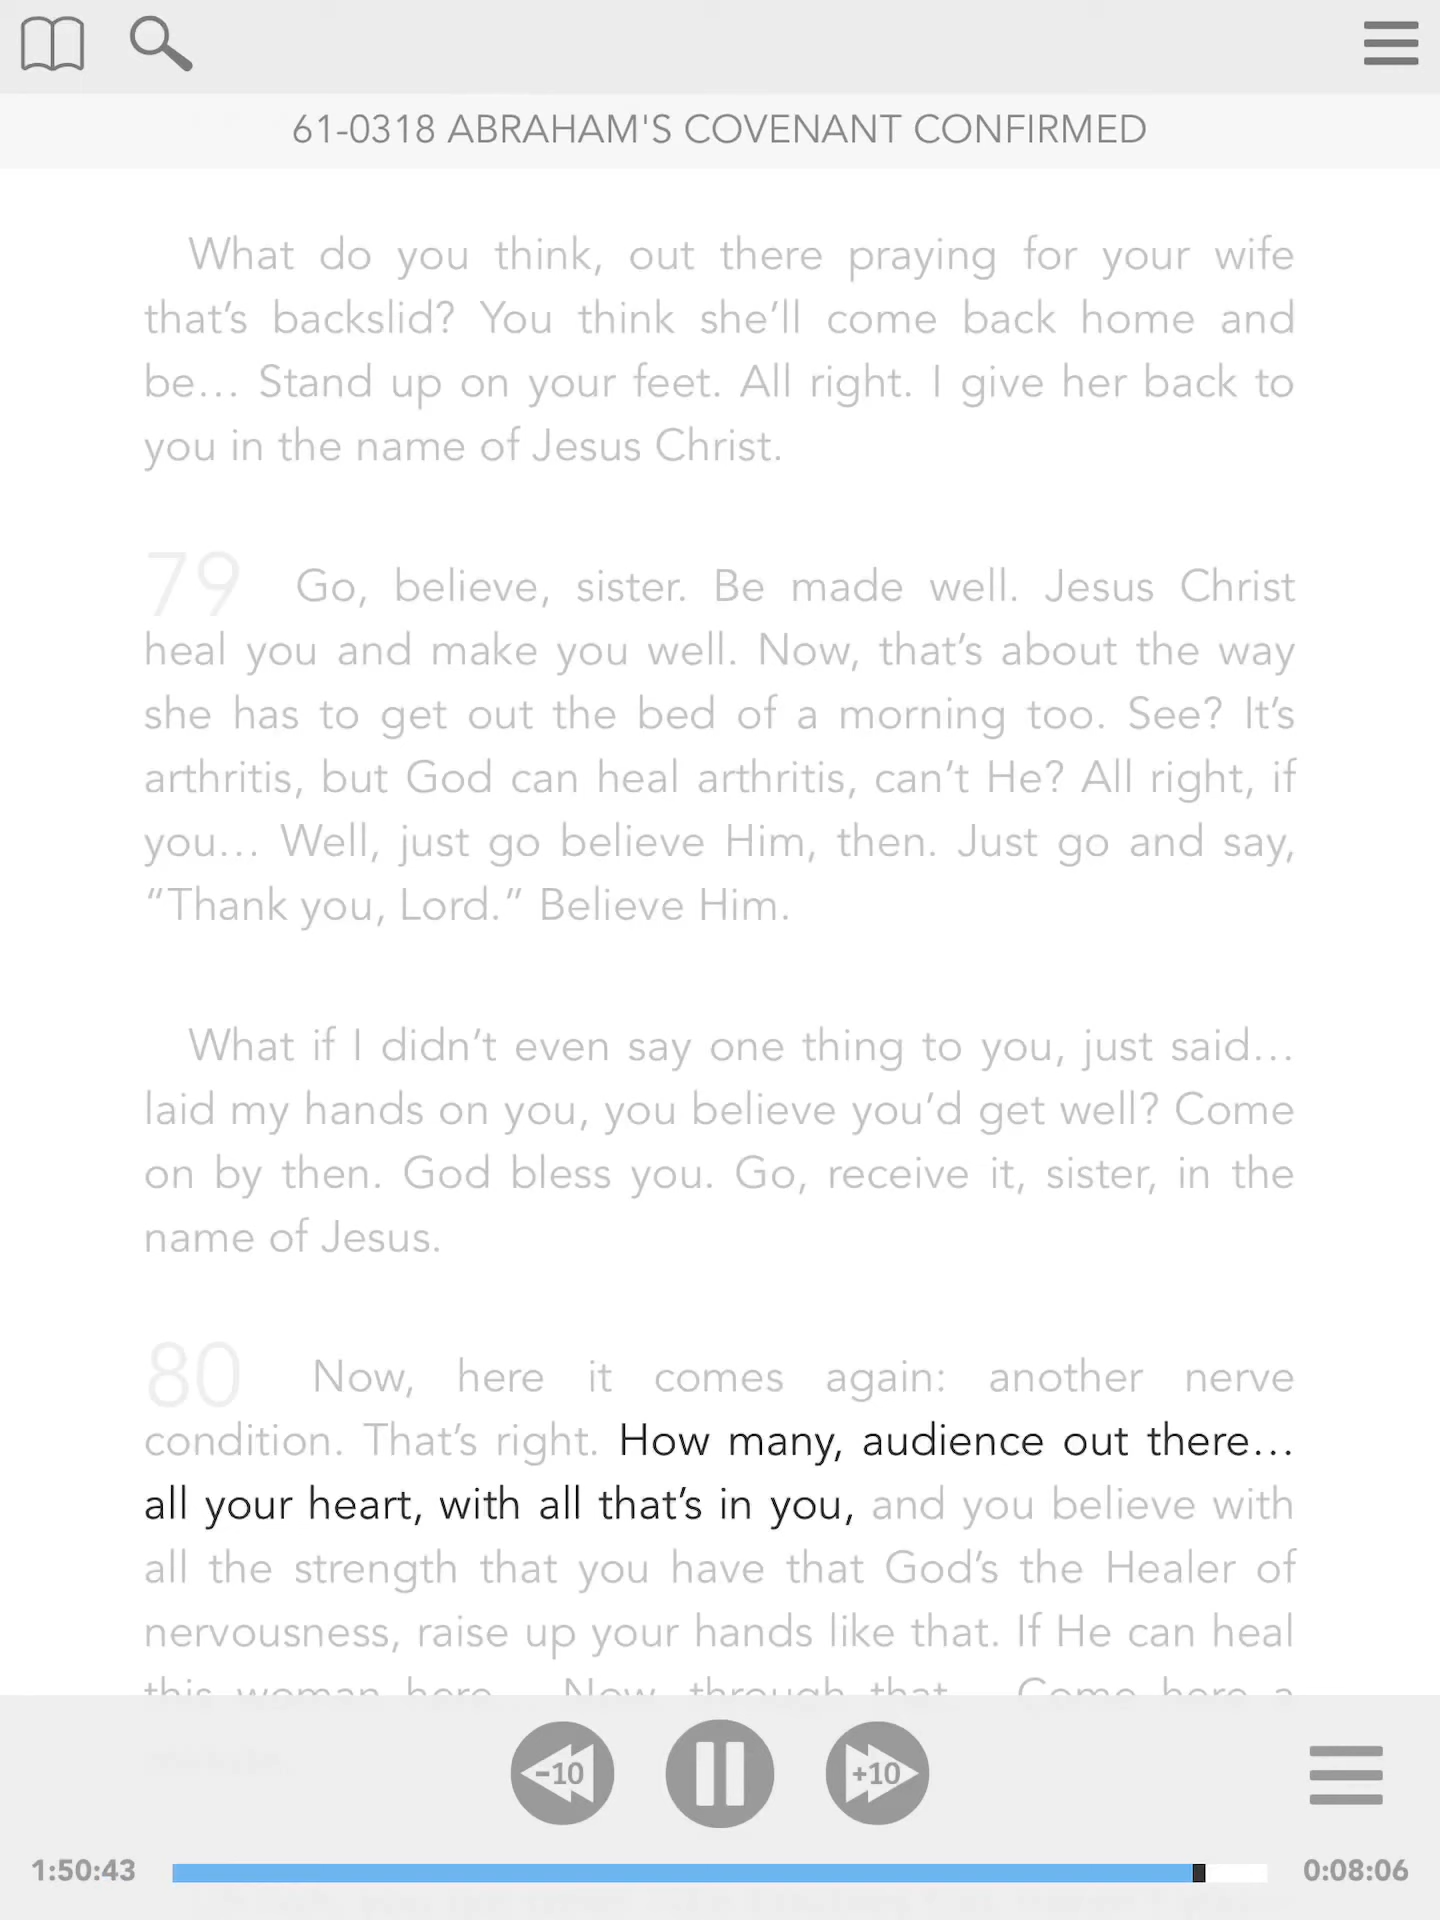 61-0318 ABRAHAM'S COVENANT CONFIRMED
What do you think, out there praying for your wife
that’s backslid? You think she’ll come back home and
be… Stand up on your feet. All right. I give her back to
you in the name of Jesus Christ.
79 Go, believe, sister. Be made well. Jesus Christ
heal you and make you well. Now, that’s about the way
she has to get out the bed of a morning too. See? It’s
arthritis, but God can heal arthritis, can’t He? All right, if
you… Well, just go believe Him, then. Just go and say,
“Thank you, Lord.” Believe Him.
What if I didn’t even say one thing to you, just said…
laid my hands on you, you believe you’d get well? Come
on by then. God bless you. Go, receive it, sister, in the
name of Jesus.
80 Now, here it comes again: another nerve
condition. That’s right. How many, audience out there…
all your heart, with all that’s in you, and you believe with
all the strength that you have that God’s the Healer of
nervousness, raise up your hands like that. If He can heal
this woman here… Now, through that… Come here a
-10
+10
1:50:43
0:08:06